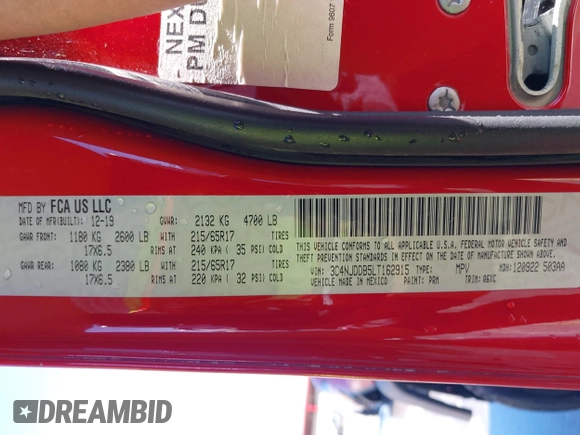 NEX
PM D
Form 9607
MFD BY FCA US LLC
DATE OF MFR(BUILT): 12-19 GVWR: 2132 KG 4700 LB
GAWR FRONT: 1180 KG 2600 LB WITH 215/65R17 TIRES
17X6.5 RIMS AT 240 KPA ( 35 PSI) COLD
GAWR REAR: 1080 KG 2380 LB WITH 215/65R17 TIRES
17X6.5 RIMS AT 220 KPA ( 32 PSI) COLD
THIS VEHICLE CONFORMS TO ALL APPLICABLE U.S.A. FEDERAL MOTOR VEHICLE SAFETY AND
THEFT PREVENTION STANDARDS IN EFFECT ON THE DATE OF MANUFACTURE SHOWN ABOVE.
VIN: 3C4NJDDB5LT162915 TYPE: MPV MDH: 120922 503AA
VEHICLE MADE IN MEXICO PAINT: PRM TRIM: 06XC
DREAMBID